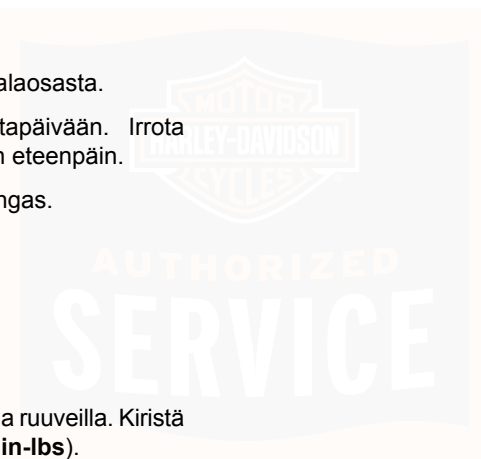 alaosasta.
tapäivään. Irrota
n eteenpäin.
ngas.
MOTOR
HARLEY-DAVIDSON
CYCLES
AUTHORIZED
SERVICE
a ruuveilla. Kiristä
in-lbs).